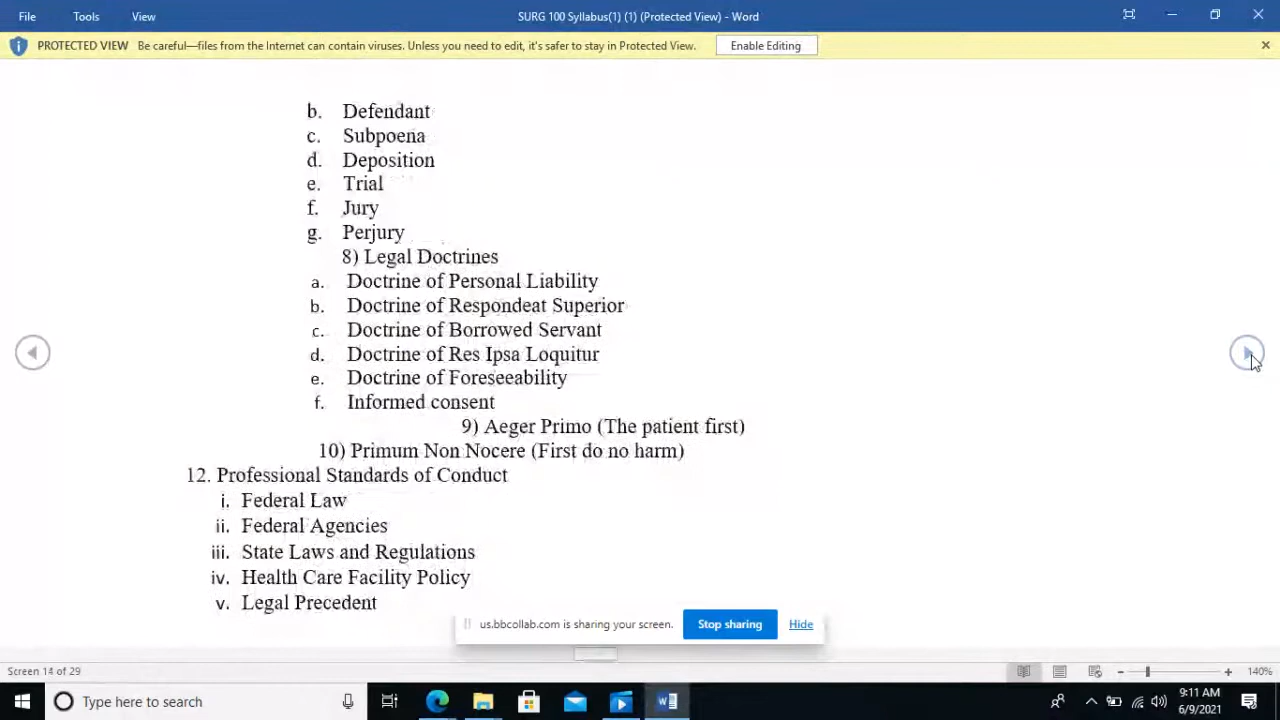 File Tools View SURG 100 Syllabus(1) (1) (Protected View) - Word
PROTECTED VIEW Be careful—files from the Internet can contain viruses. Unless you need to edit, it's safer to stay in Protected View. Enable Editing
b. Defendant
c. Subpoena
d. Deposition
e. Trial
f. Jury
g. Perjury
8) Legal Doctrines
a. Doctrine of Personal Liability
b. Doctrine of Respondeat Superior
c. Doctrine of Borrowed Servant
d. Doctrine of Res Ipsa Loquitur
e. Doctrine of Foreseeability
f. Informed consent
9) Aeger Primo (The patient first)
10) Primum Non Nocere (First do no harm)
12. Professional Standards of Conduct
i. Federal Law
ii. Federal Agencies
iii. State Laws and Regulations
iv. Health Care Facility Policy
v. Legal Precedent
us.bbcollab.com is sharing your screen. Stop sharing Hide
Screen 14 of 29 140%
Type here to search 9:11 AM
6/9/2021